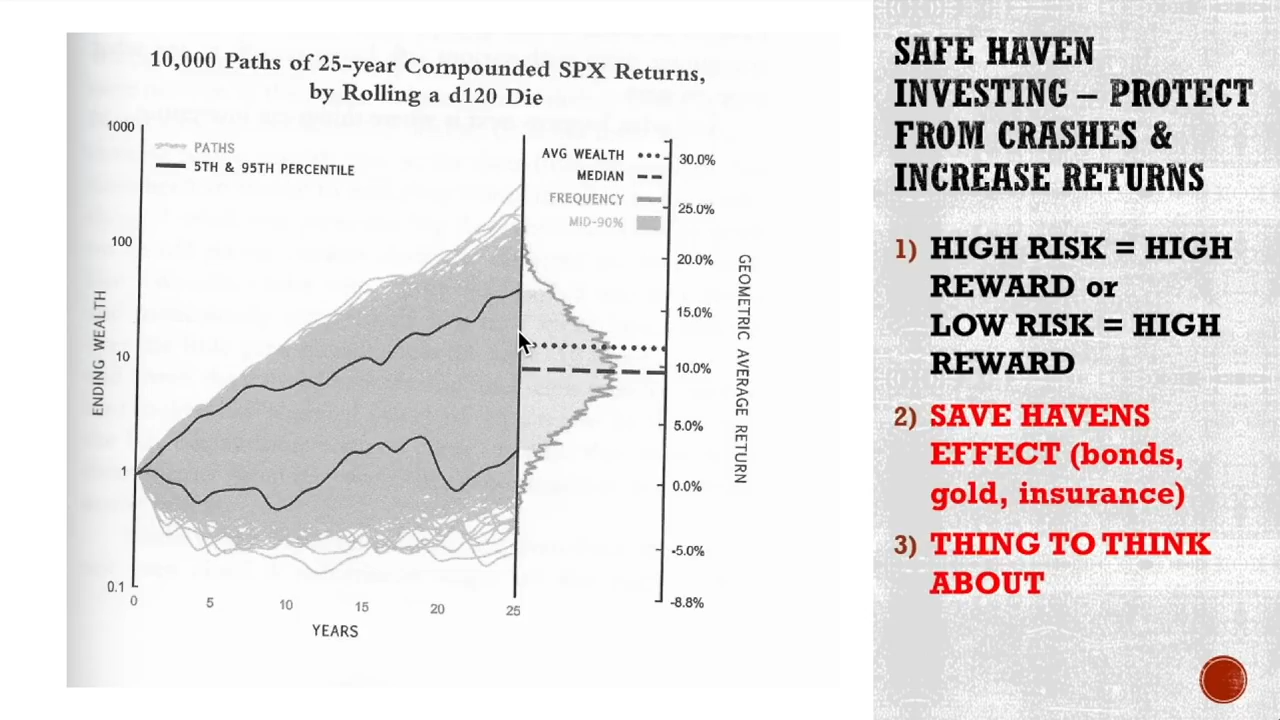 10,000 Paths of 25-year Compounded SPX Returns,
by Rolling a d120 Die
1000
100
10
1
0.1
ENDING WEALTH
PATHS
5TH & 95TH PERCENTILE
0
5
10
15
20
25
YEARS
AVG WEALTH
MEDIAN
FREQUENCY
MID-90%
30.0%
25.0%
20.0%
15.0%
10.0%
5.0%
0.0%
-5.0%
-8.8%
GEOMETRIC AVERAGE RETURN
SAFE HAVEN
INVESTING – PROTECT
FROM CRASHES &
INCREASE RETURNS
1) HIGH RISK = HIGH
REWARD or
LOW RISK = HIGH
REWARD
2) SAVE HAVENS
EFFECT (bonds,
gold, insurance)
3) THING TO THINK
ABOUT